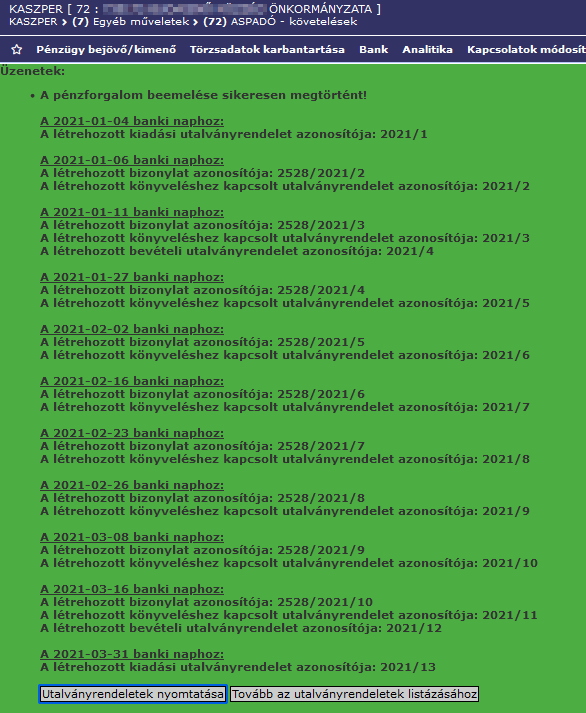 KASZPER [ 72 : ÖNKORMÁNYZATA ]
KASZPER > (7) Egyéb műveletek > (72) ASPADÓ - követelések
Pénzügy bejövő/kimenő Törzsadatok karbantartása Bank Analitika Kapcsolatok módosít
Üzenetek:
• A pénzforgalom beemelése sikeresen megtörtént!
A 2021-01-04 banki naphoz:
A létrehozott kiadási utalványrendelet azonosítója: 2021/1
A 2021-01-06 banki naphoz:
A létrehozott bizonylat azonosítója: 2528/2021/2
A létrehozott könyveléshez kapcsolt utalványrendelet azonosítója: 2021/2
A 2021-01-11 banki naphoz:
A létrehozott bizonylat azonosítója: 2528/2021/3
A létrehozott könyveléshez kapcsolt utalványrendelet azonosítója: 2021/3
A létrehozott bevételi utalványrendelet azonosítója: 2021/4
A 2021-01-27 banki naphoz:
A létrehozott bizonylat azonosítója: 2528/2021/4
A létrehozott könyveléshez kapcsolt utalványrendelet azonosítója: 2021/5
A 2021-02-02 banki naphoz:
A létrehozott bizonylat azonosítója: 2528/2021/5
A létrehozott könyveléshez kapcsolt utalványrendelet azonosítója: 2021/6
A 2021-02-16 banki naphoz:
A létrehozott bizonylat azonosítója: 2528/2021/6
A létrehozott könyveléshez kapcsolt utalványrendelet azonosítója: 2021/7
A 2021-02-23 banki naphoz:
A létrehozott bizonylat azonosítója: 2528/2021/7
A létrehozott könyveléshez kapcsolt utalványrendelet azonosítója: 2021/8
A 2021-02-26 banki naphoz:
A létrehozott bizonylat azonosítója: 2528/2021/8
A létrehozott könyveléshez kapcsolt utalványrendelet azonosítója: 2021/9
A 2021-03-08 banki naphoz:
A létrehozott bizonylat azonosítója: 2528/2021/9
A létrehozott könyveléshez kapcsolt utalványrendelet azonosítója: 2021/10
A 2021-03-16 banki naphoz:
A létrehozott bizonylat azonosítója: 2528/2021/10
A létrehozott könyveléshez kapcsolt utalványrendelet azonosítója: 2021/11
A létrehozott bevételi utalványrendelet azonosítója: 2021/12
A 2021-03-31 banki naphoz:
A létrehozott kiadási utalványrendelet azonosítója: 2021/13
Utalványrendeletek nyomtatása Tovább az utalványrendeletek listázásához